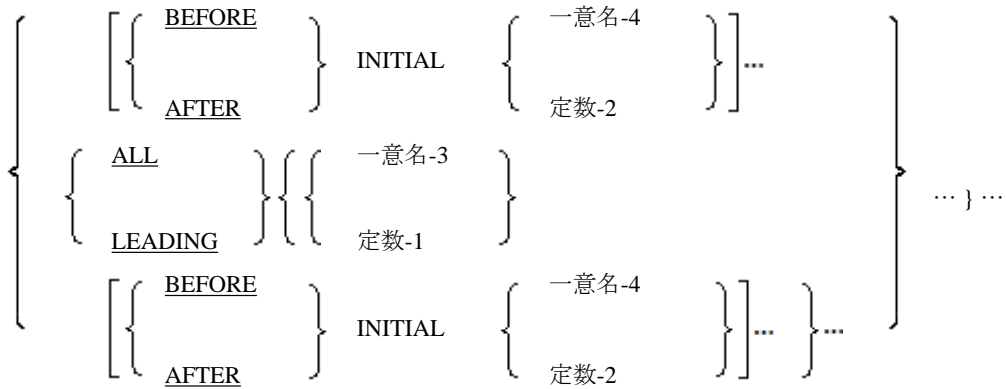 BEFORE 一意名-4
INITIAL …
AFTER 定数-2
ALL 一意名-3
… } …
LEADING 定数-1
BEFORE 一意名-4
INITIAL … …
AFTER 定数-2